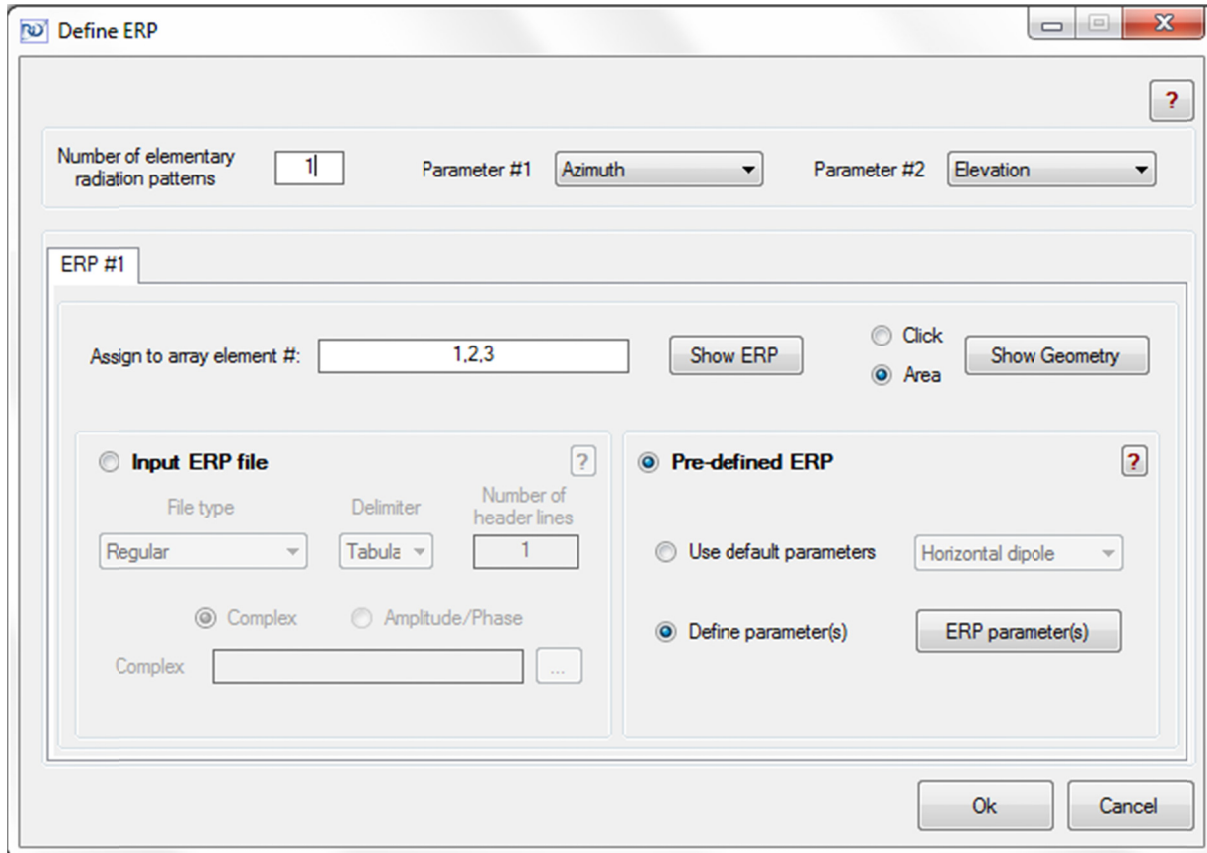 Define ERP
?
Number of elementary
radiation patterns
1
Parameter #1
Azimuth
Parameter #2
Elevation
ERP #1
Assign to array element #:
1,2,3
Show ERP
Click
Area
Show Geometry
Input ERP file
?
File type
Delimiter
Number of
header lines
Regular
Tabula
1
Complex
Amplitude/Phase
Complex
...
Pre-defined ERP
?
Use default parameters
Horizontal dipole
Define parameter(s)
ERP parameter(s)
Ok
Cancel